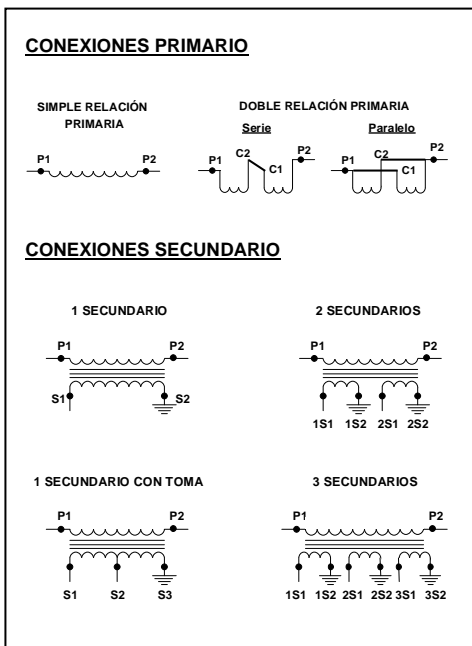 CONEXIONES PRIMARIO
SIMPLE RELACIÓN
PRIMARIA
P1 P2
DOBLE RELACIÓN PRIMARIA
Serie Paralelo
P1 C2 C1 P2
P1 C2 C1 P2
CONEXIONES SECUNDARIO
1 SECUNDARIO
P1 P2
S1 S2
2 SECUNDARIOS
P1 P2
1S1 1S2 2S1 2S2
1 SECUNDARIO CON TOMA
P1 P2
S1 S2 S3
3 SECUNDARIOS
P1 P2
1S1 1S2 2S1 2S2 3S1 3S2